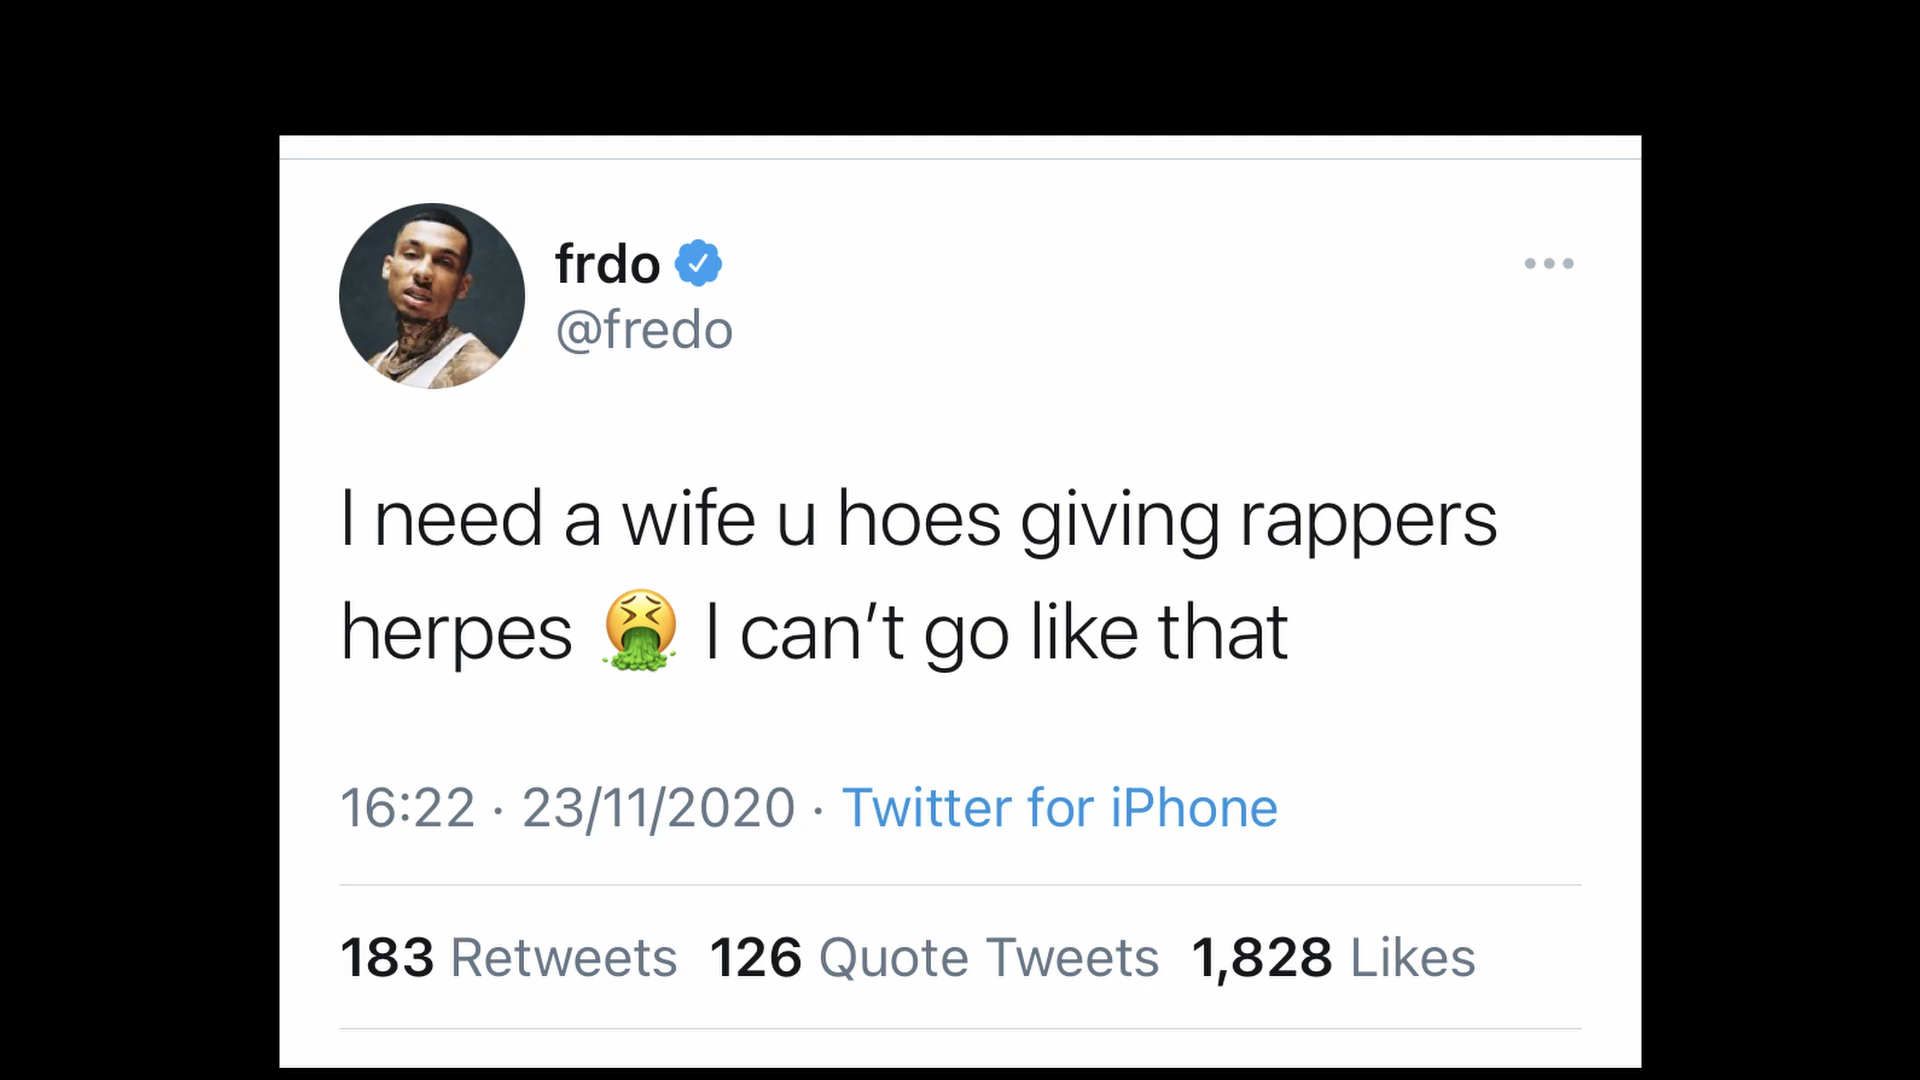 frdo
@fredo
I need a wife u hoes giving rappers
herpes 🤮 I can’t go like that
16:22 · 23/11/2020 · Twitter for iPhone
183 Retweets 126 Quote Tweets 1,828 Likes